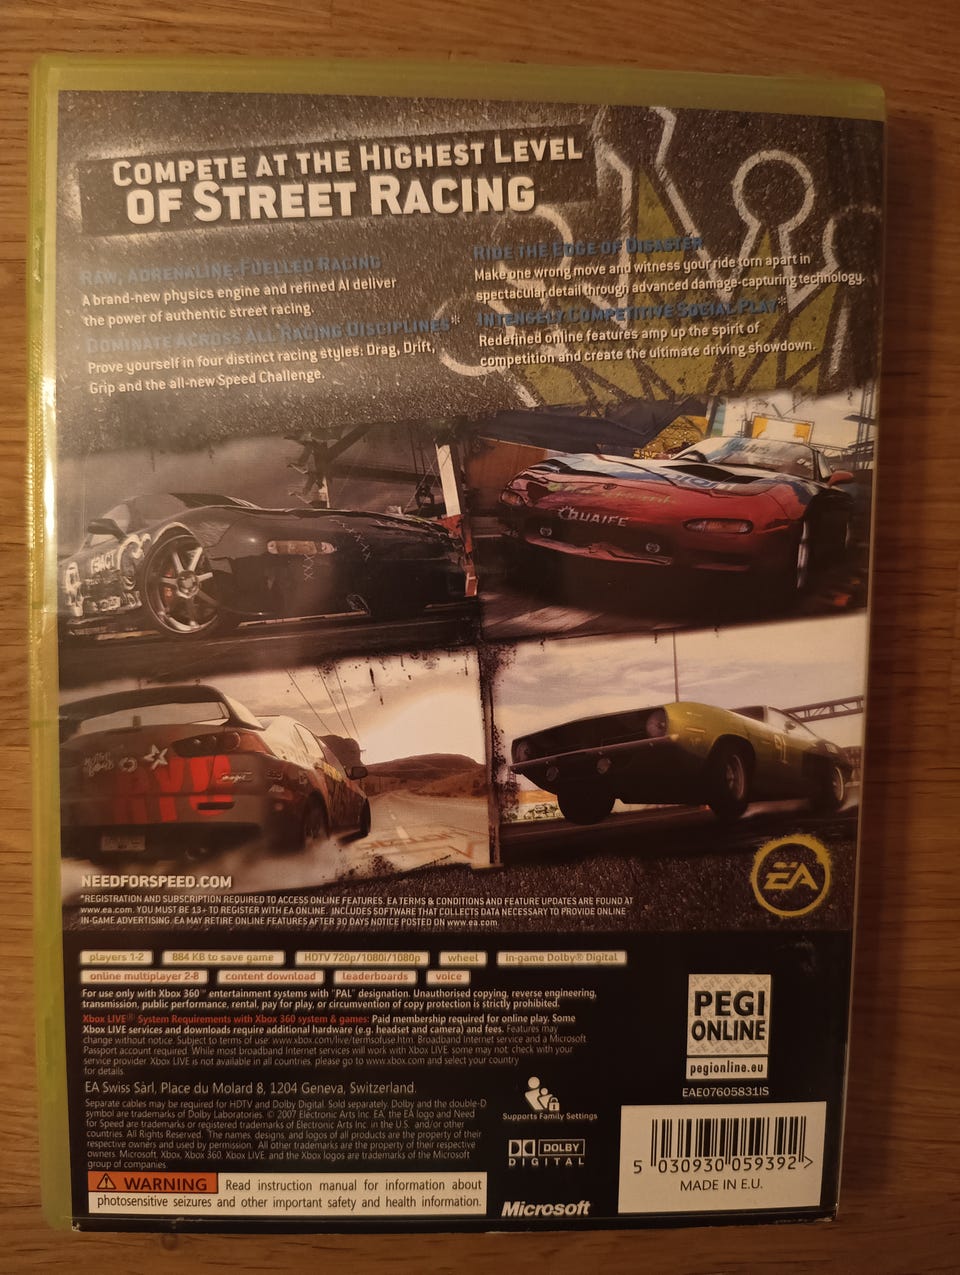 COMPETE AT THE HIGHEST LEVEL
OF STREET RACING
RAW, ADRENALINE-FUELLED RACING
A brand-new physics engine and refined AI deliver
the power of authentic street racing.
DOMINATE ACROSS ALL RACING DISCIPLINES*
Prove yourself in four distinct racing styles: Drag, Drift,
Grip and the all-new Speed Challenge.
RIDE THE EDGE OF DISASTER
Make one wrong move and witness your ride torn apart in
spectacular detail through advanced damage-capturing technology.
INTENSELY COMPETITIVE SOCIAL PLAY*
Redefined online features amp up the spirit of
competition and create the ultimate driving showdown.
QUAIFE
NEEDFORSPEED.COM
*REGISTRATION AND SUBSCRIPTION REQUIRED TO ACCESS ONLINE FEATURES. EA TERMS & CONDITIONS AND FEATURE UPDATES ARE FOUND AT
www.ea.com. YOU MUST BE 13+ TO REGISTER WITH EA ONLINE. INCLUDES SOFTWARE THAT COLLECTS DATA NECESSARY TO PROVIDE ONLINE
IN-GAME ADVERTISING. EA MAY RETIRE ONLINE FEATURES AFTER 30 DAYS NOTICE POSTED ON www.ea.com.
EA
players 1-2 884 KB to save game HDTV 720p/1080i/1080p wheel in-game Dolby® Digital
online multiplayer 2-8 content download leaderboards voice
For use only with Xbox 360™ entertainment systems with "PAL" designation. Unauthorised copying, reverse engineering,
transmission, public performance, rental, pay for play, or circumvention of copy protection is strictly prohibited.
Xbox LIVE® System Requirements with Xbox 360 system & games: Paid membership required for online play. Some
Xbox LIVE services and downloads require additional hardware (e.g. headset and camera) and fees. Features may
change without notice. Subject to terms of use: www.xbox.com/live/termsofuse.htm. Broadband Internet service and a Microsoft
Passport account required. While most broadband Internet services will work with Xbox LIVE, some may not: check with your
service provider. Xbox LIVE is not available in all countries; please go to www.xbox.com and select your country
for details.
EA Swiss Sàrl, Place du Molard 8, 1204 Geneva, Switzerland.
Separate cables may be required for HDTV and Dolby Digital. Sold separately. Dolby and the double-D
symbol are trademarks of Dolby Laboratories. © 2007 Electronic Arts Inc. EA, the EA logo and Need
for Speed are trademarks or registered trademarks of Electronic Arts Inc. in the U.S. and/or other
countries. All Rights Reserved. The names, designs, and logos of all products are the property of their
respective owners and used by permission. All other trademarks are the property of their respective
owners. Microsoft, Xbox, Xbox 360, Xbox LIVE, and the Xbox logos are trademarks of the Microsoft
group of companies.
WARNING Read instruction manual for information about
photosensitive seizures and other important safety and health information.
Supports Family Settings
DOLBY
DIGITAL
Microsoft
PEGI
ONLINE
pegionline.eu
EAE07605831IS
5 030930 059392 >
MADE IN E.U.